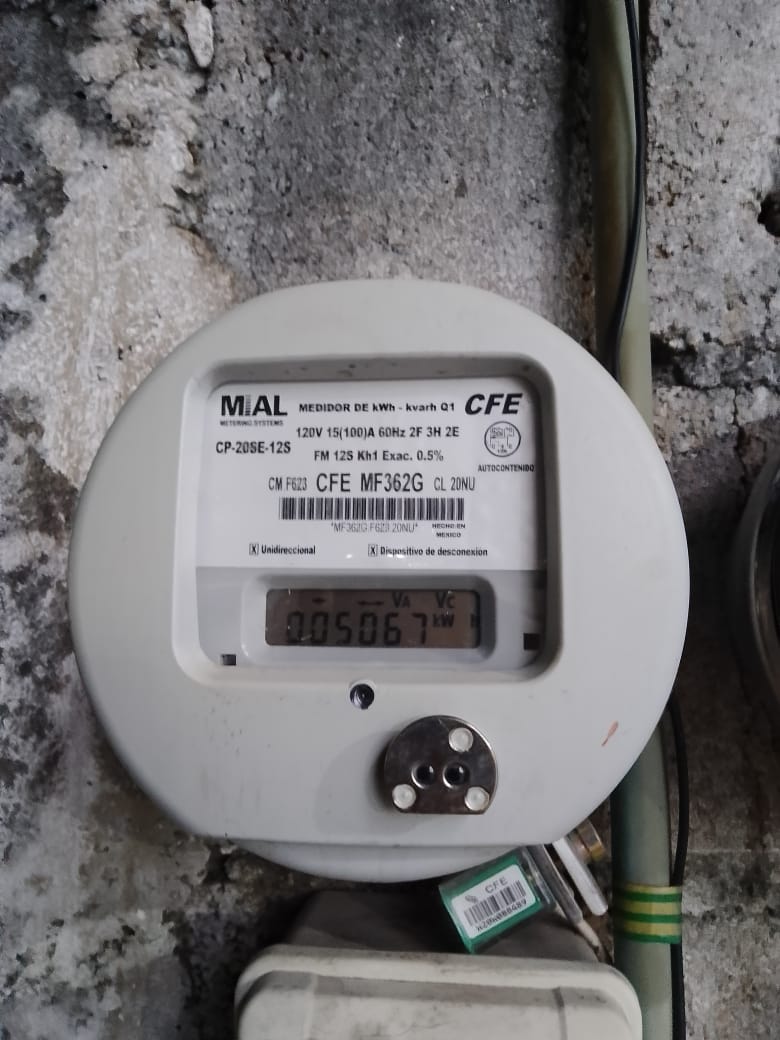 MIAL
METERING SYSTEMS
MEDIDOR DE kWh - kvarh Q1
CFE
120V 15(100)A 60Hz 2F 3H 2E
CP-20SE-12S
FM 12S Kh1 Exac. 0.5%
AUTOCONTENIDO
CM F623 CFE MF362G CL 20NU
*MF362G F623 20NU*
HECHO EN
MEXICO
X Unidireccional
X Dispositivo de desconexion
VA VC
005067 kW h
CFE